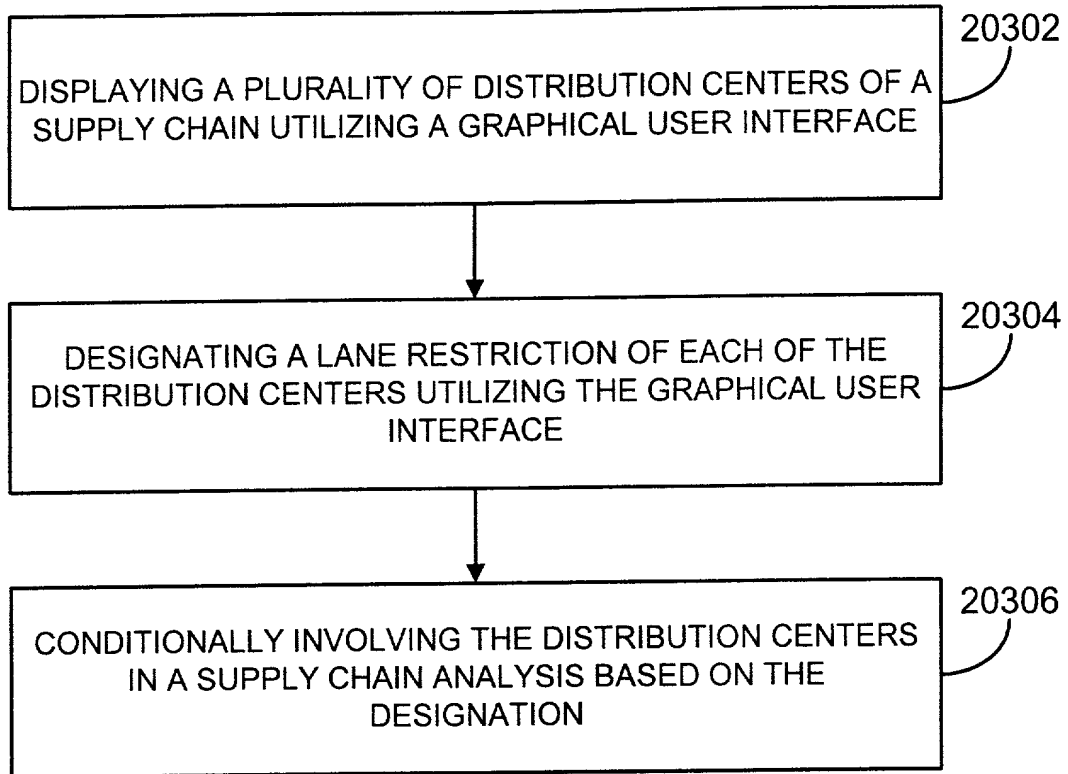 20302
DISPLAYING A PLURALITY OF DISTRIBUTION CENTERS OF A
SUPPLY CHAIN UTILIZING A GRAPHICAL USER INTERFACE
20304
DESIGNATING A LANE RESTRICTION OF EACH OF THE
DISTRIBUTION CENTERS UTILIZING THE GRAPHICAL USER
INTERFACE
20306
CONDITIONALLY INVOLVING THE DISTRIBUTION CENTERS
IN A SUPPLY CHAIN ANALYSIS BASED ON THE
DESIGNATION